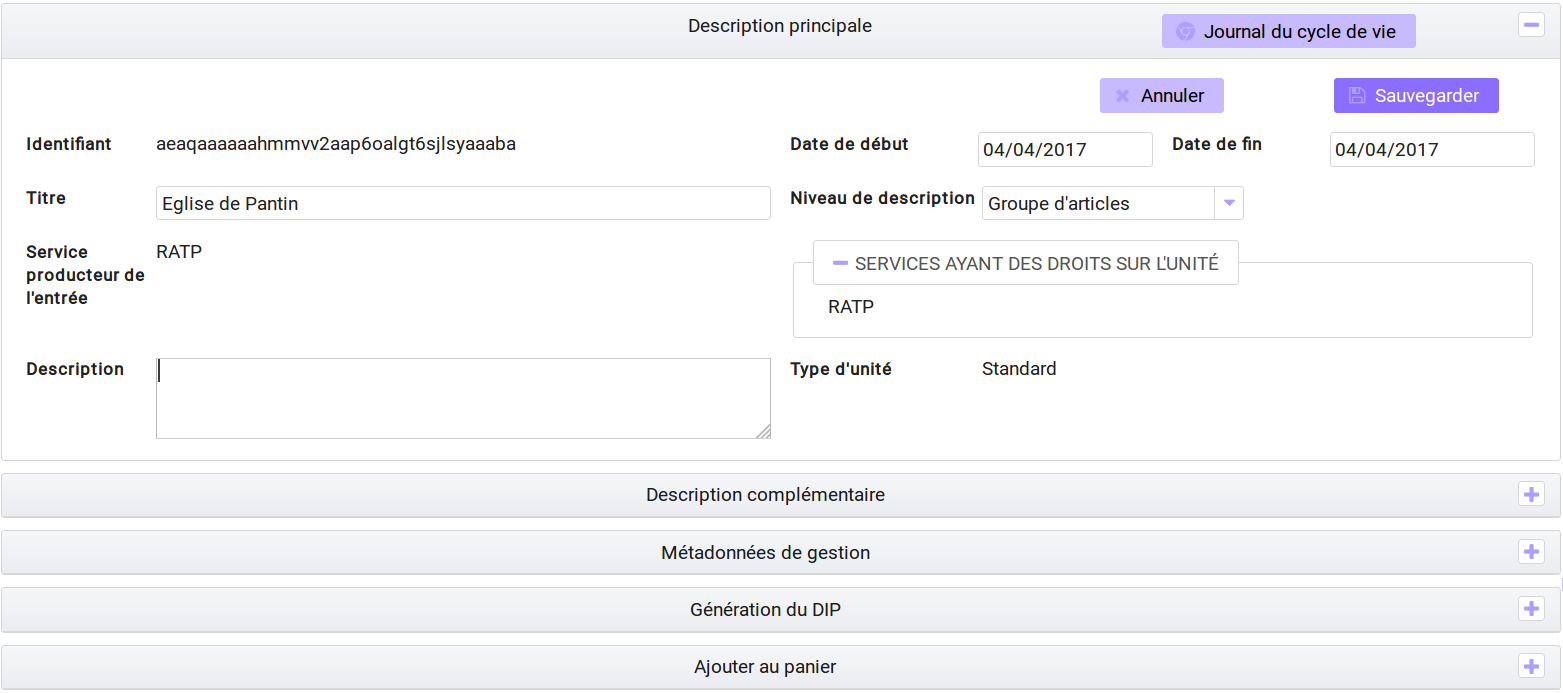 Description principale
Journal du cycle de vie
Annuler
Sauvegarder
Identifiant
aeaqaaaaaahmmvv2aap6oalgt6sjlsyaaaba
Date de début
04/04/2017
Date de fin
04/04/2017
Titre
Eglise de Pantin
Niveau de description
Groupe d'articles
Service
producteur de
l'entrée
RATP
SERVICES AYANT DES DROITS SUR L'UNITÉ
RATP
Description
Type d'unité
Standard
Description complémentaire
Métadonnées de gestion
Génération du DIP
Ajouter au panier